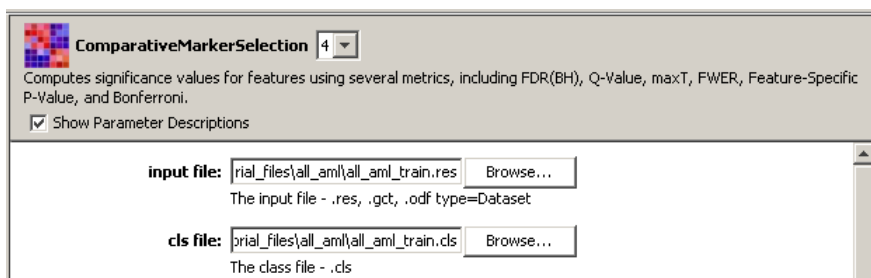 ComparativeMarkerSelection 4
Computes significance values for features using several metrics, including FDR(BH), Q-Value, maxT, FWER, Feature-Specific
P-Value, and Bonferroni.
Show Parameter Descriptions
input file: rial_files\all_aml\all_aml_train.res Browse...
The input file - .res, .gct, .odf type=Dataset
cls file: orial_files\all_aml\all_aml_train.cls Browse...
The class file - .cls